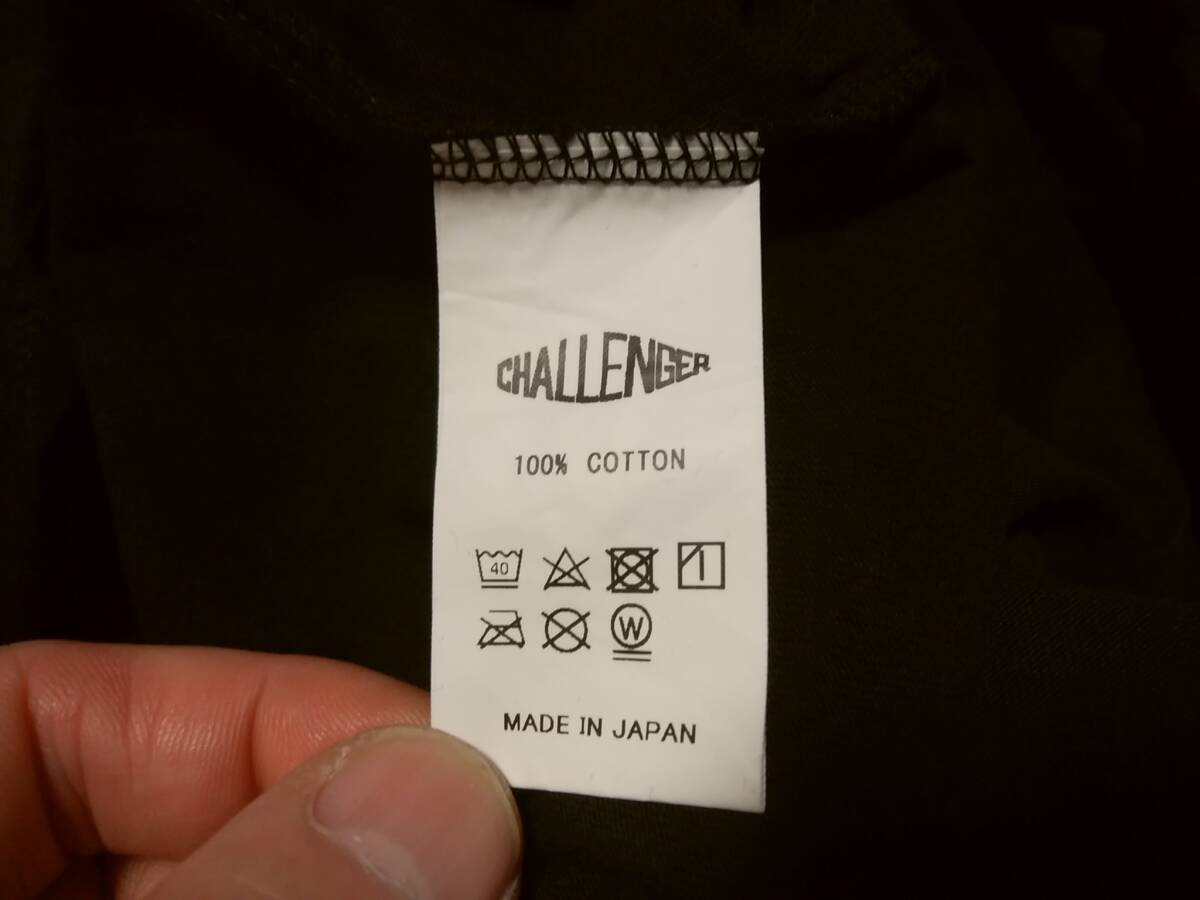 CHALLENGER
100% COTTON
40
W
MADE IN JAPAN